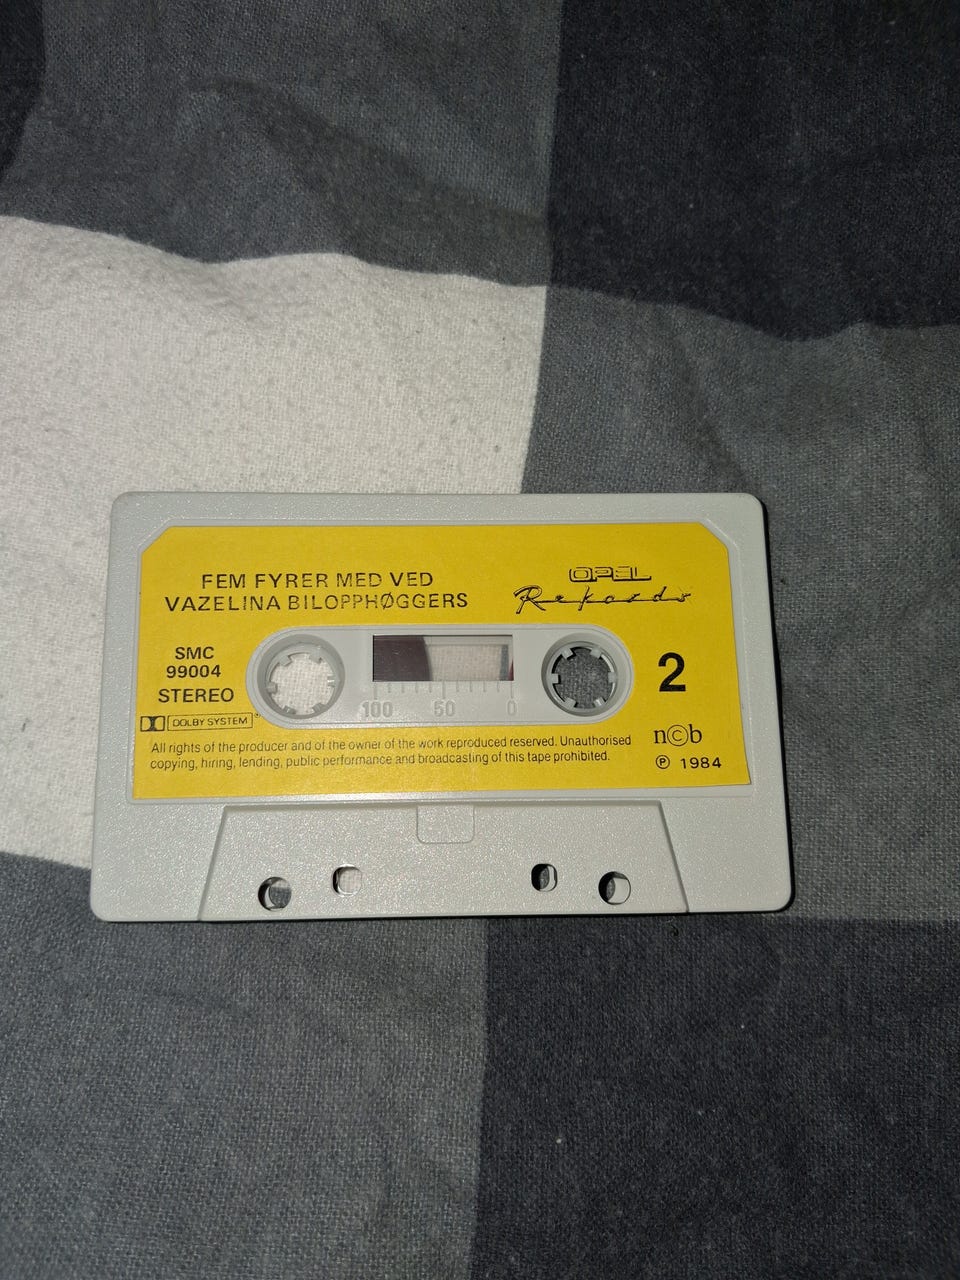 FEM FYRER MED VED
VAZELINA BILOPPHØGGERS
OPEL
Rekords
SMC
99004
STEREO
DOLBY SYSTEM
100 50 0
2
All rights of the producer and of the owner of the work reproduced reserved. Unauthorised
copying, hiring, lending, public performance and broadcasting of this tape prohibited.
n©b
℗ 1984